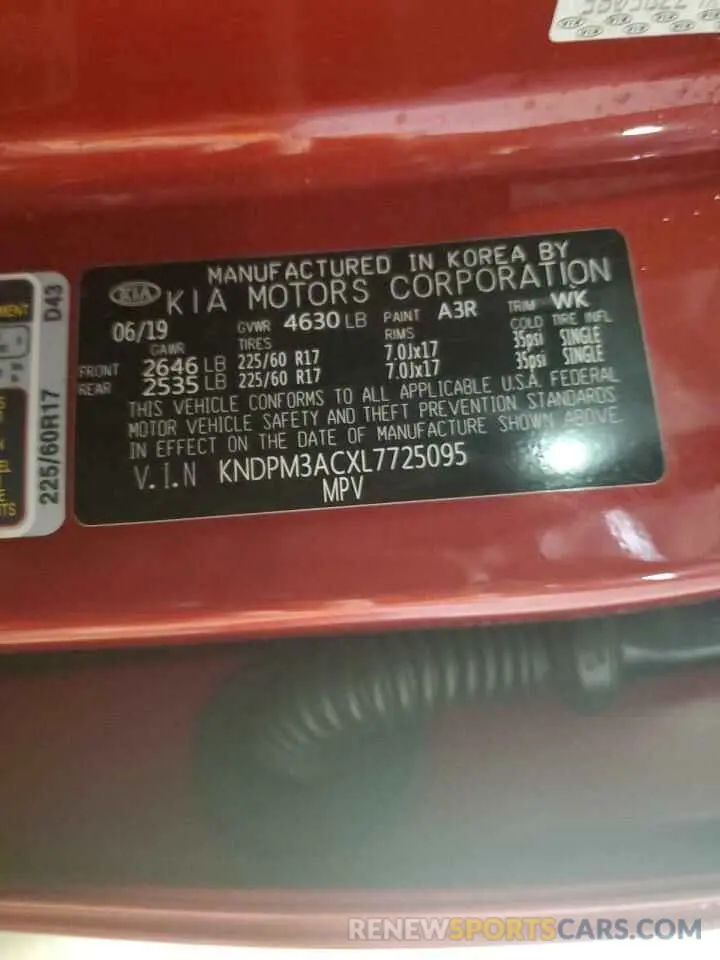 KIA
MANUFACTURED IN KOREA BY
KIA MOTORS CORPORATION
06/19 GVWR 4630 LB PAINT A3R TRIM WK
GAWR TIRES RIMS COLD TIRE INFL
FRONT 2646 LB 225/60 R17 7.0Jx17 35psi SINGLE
REAR 2535 LB 225/60 R17 7.0Jx17 35psi SINGLE
THIS VEHICLE CONFORMS TO ALL APPLICABLE U.S.A. FEDERAL
MOTOR VEHICLE SAFETY AND THEFT PREVENTION STANDARDS
IN EFFECT ON THE DATE OF MANUFACTURE SHOWN ABOVE.
V.I.N KNDPM3ACXL7725095
MPV
D43
225/60R17
RENEWSPORTSCARS.COM